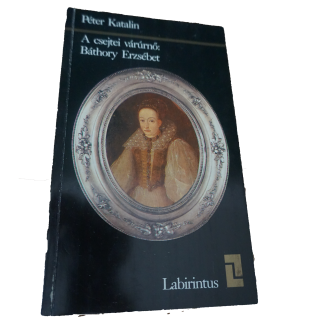 Péter Katalin
A csejtei várúrnő:
Báthory Erzsébet
Labirintus